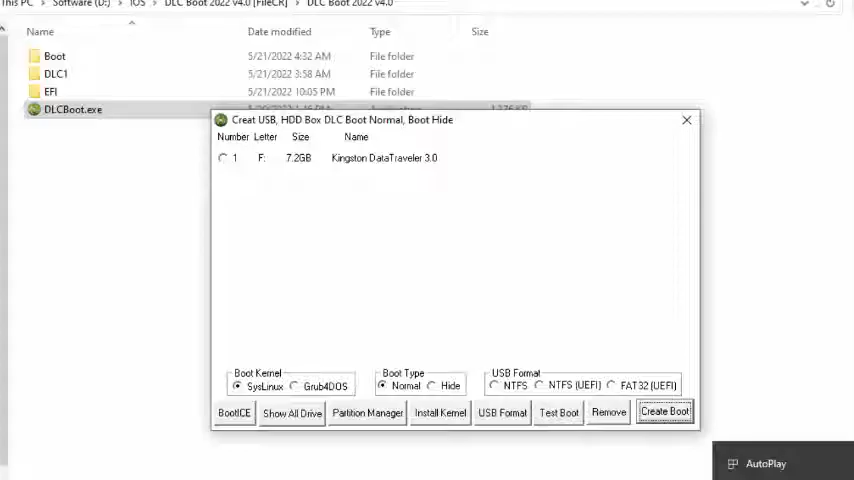 This PC > Software (D:) > IOS > DLC Boot 2022 v4.0 [FileCR] > DLC Boot 2022 v4.0
Name Date modified Type Size
Boot 5/21/2022 4:32 AM File folder
DLC1 5/21/2022 3:58 AM File folder
EFI 5/21/2022 10:05 PM File folder
DLCBoot.exe
Creat USB, HDD Box DLC Boot Normal, Boot Hide
Number Letter Size Name
1 F: 7.2GB Kingston DataTraveler 3.0
Boot Kernel Boot Type USB Format
SysLinux Grub4DOS Normal Hide NTFS NTFS (UEFI) FAT32 (UEFI)
BootICE Show All Drive Partition Manager Install Kernel USB Format Test Boot Remove Create Boot
AutoPlay